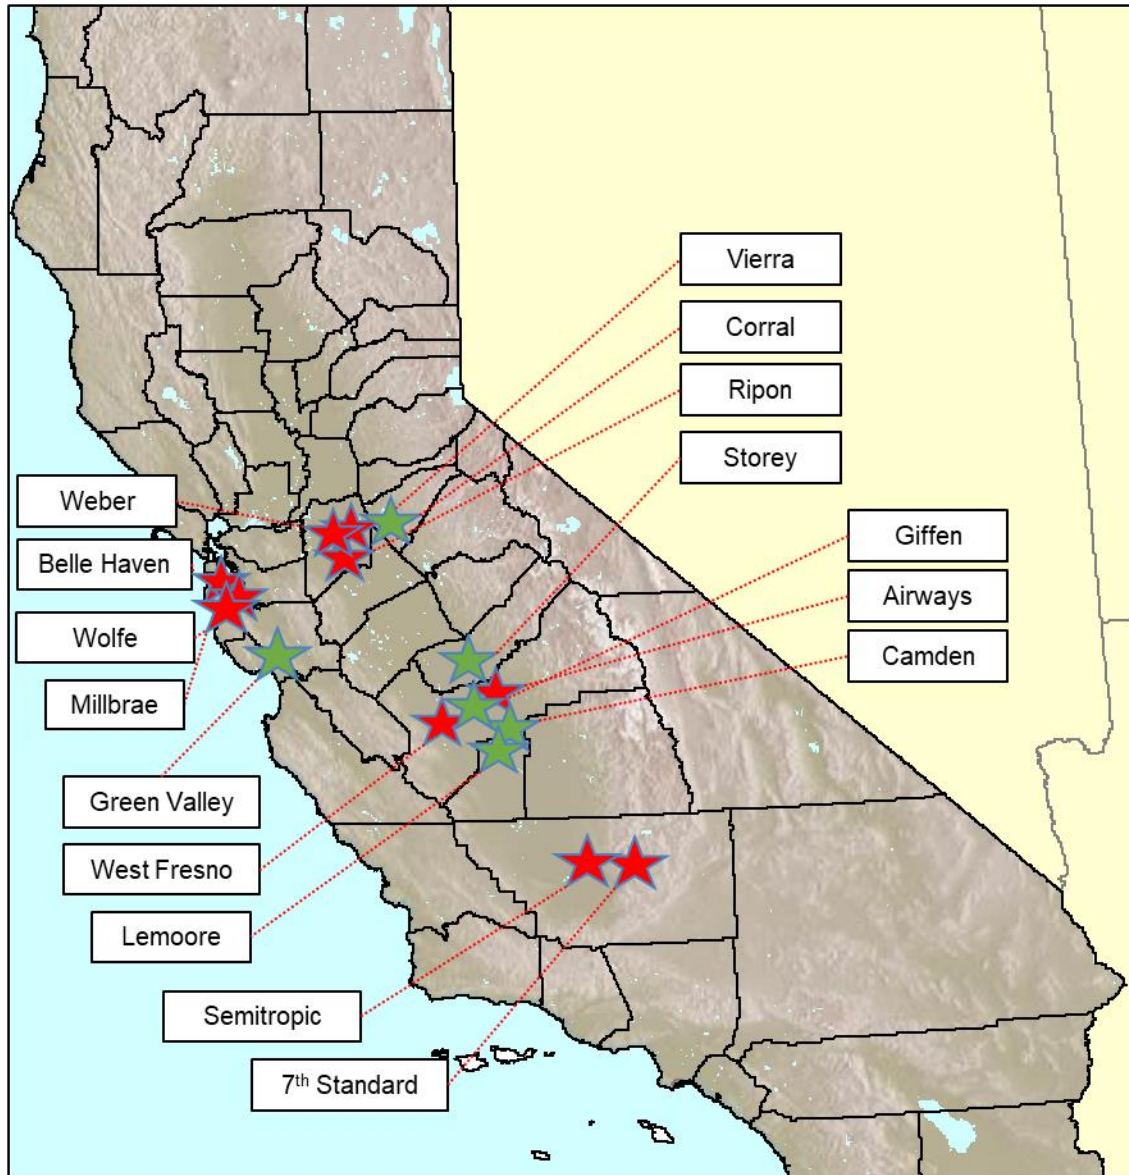 Vierra
Corral
Ripon
Storey
Weber
Belle Haven
Wolfe
Millbrae
Giffen
Airways
Camden
Green Valley
West Fresno
Lemoore
Semitropic
7th Standard